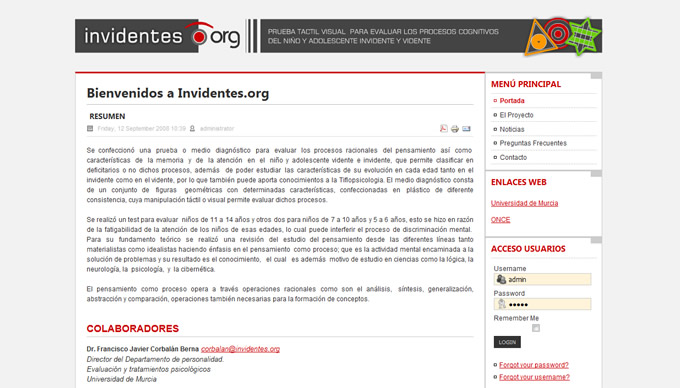 invidentes.org
PRUEBA TACTIL VISUAL PARA EVALUAR LOS PROCESOS COGNITIVOS
DEL NIÑO Y ADOLESCENTE INVIDENTE Y VIDENTE
Bienvenidos a Invidentes.org
RESUMEN
Friday, 12 September 2008 10:39 administrator
Se confeccionó una prueba o medio diagnóstico para evaluar los procesos racionales del pensamiento así como
características de la memoria y de la atención en el niño y adolescente vidente e invidente, que permite clasificar en
deficitarios o no dichos procesos, además de poder estudiar las características de su evolución en cada edad tanto en el
invidente como en el vidente, por lo que también puede aporta conocimientos a la Tiflopsicologia. El medio diagnóstico consta
de un conjunto de figuras geométricas con determinadas características, confeccionadas en plástico de diferente
consistencia, cuya manipulación táctil o visual permite evaluar dichos procesos.
Se realizó un test para evaluar niños de 11 a 14 años y otros dos para niños de 7 a 10 años y 5 a 6 años, esto se hizo en razón
de la fatigabilidad de la atención de los niños de esas edades, lo cual puede interferir el proceso de discriminación mental.
Para su fundamento teórico se realizó una revisión del estudio del pensamiento desde las diferentes líneas tanto
materialistas como idealistas haciendo énfasis en el pensamiento como proceso; que es la actividad mental encaminada a la
solución de problemas y su resultado es el conocimiento, el cual es además motivo de estudio en ciencias como la lógica, la
neurología, la psicología, y la cibernética.
El pensamiento como proceso opera a través operaciones racionales como son el análisis, síntesis, generalización,
abstracción y comparación, operaciones también necesarias para la formación de conceptos.
COLABORADORES
Dr. Francisco Javier Corbalán Berna corbalan@invidentes.org
Director del Departamento de personalidad.
Evaluación y tratamientos psicológicos
Universidad de Murcia
MENÚ PRINCIPAL
Portada
El Proyecto
Noticias
Preguntas Frecuentes
Contacto
ENLACES WEB
Universidad de Murcia
ONCE
ACCESO USUARIOS
Username
admin
Password
•••••
Remember Me
LOGIN
Forgot your password?
Forgot your username?